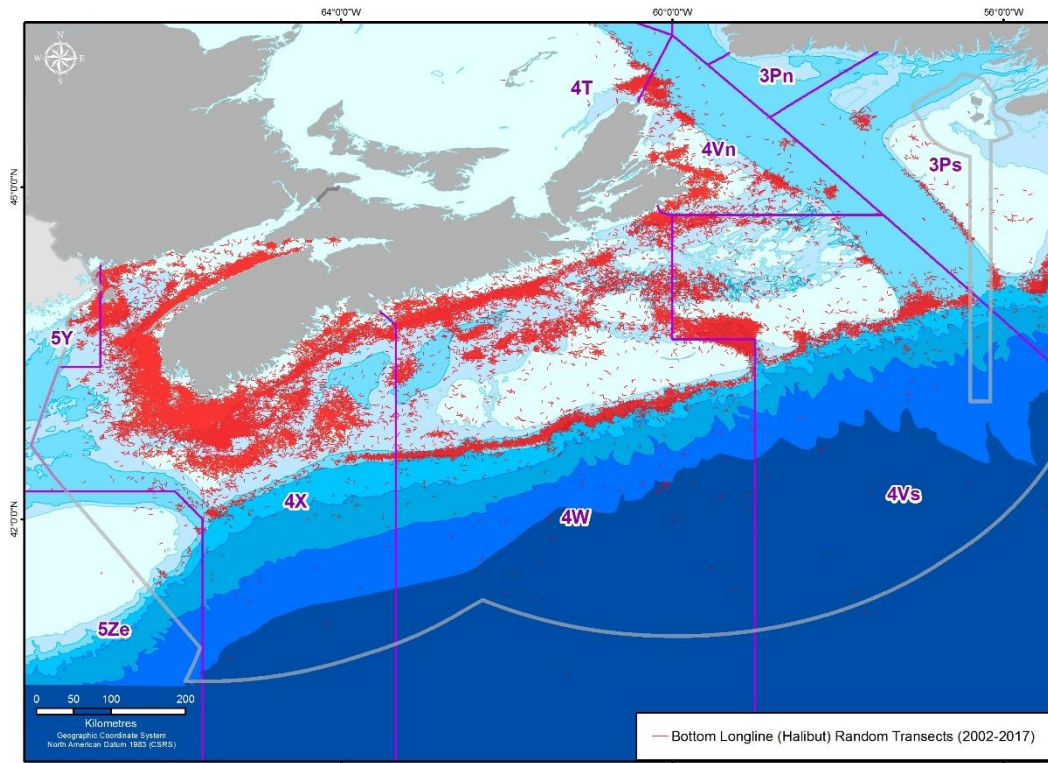 64°0'0"W 60°0'0"W 56°0'0"W
N
W E
S
3Pn
4T
4Vn
3Ps
46°0'0"N
5Y
4X
4W
4Vs
42°0'0"N
5Ze
0 50 100 200
Kilometres
Geographic Coordinate System
North American Datum 1983 (CSRS)
Bottom Longline (Halibut) Random Transects (2002-2017)